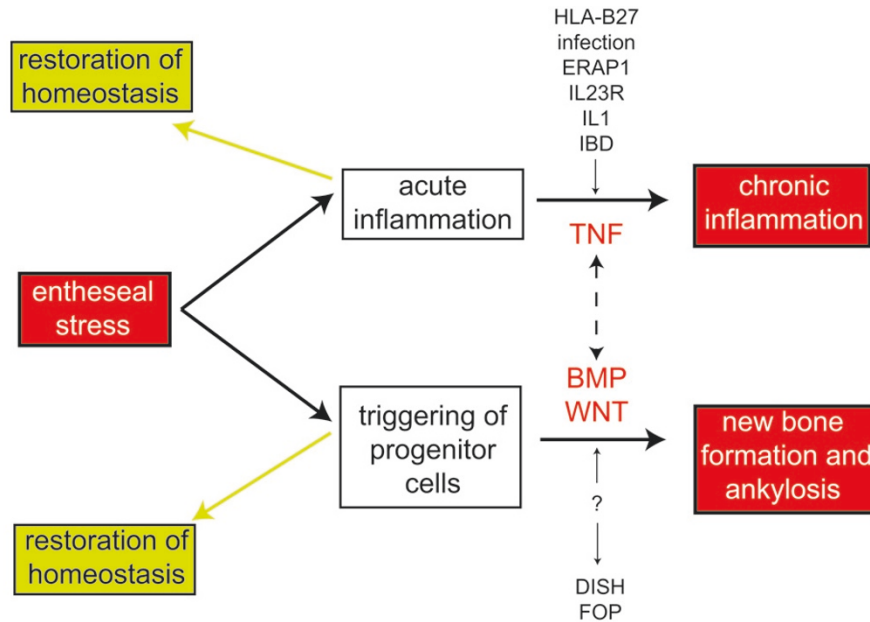 restoration of
homeostasis
HLA-B27
infection
ERAP1
IL23R
IL1
IBD
acute
inflammation
chronic
inflammation
TNF
entheseal
stress
BMP
WNT
triggering of
progenitor
cells
new bone
formation and
ankylosis
?
restoration of
homeostasis
DISH
FOP